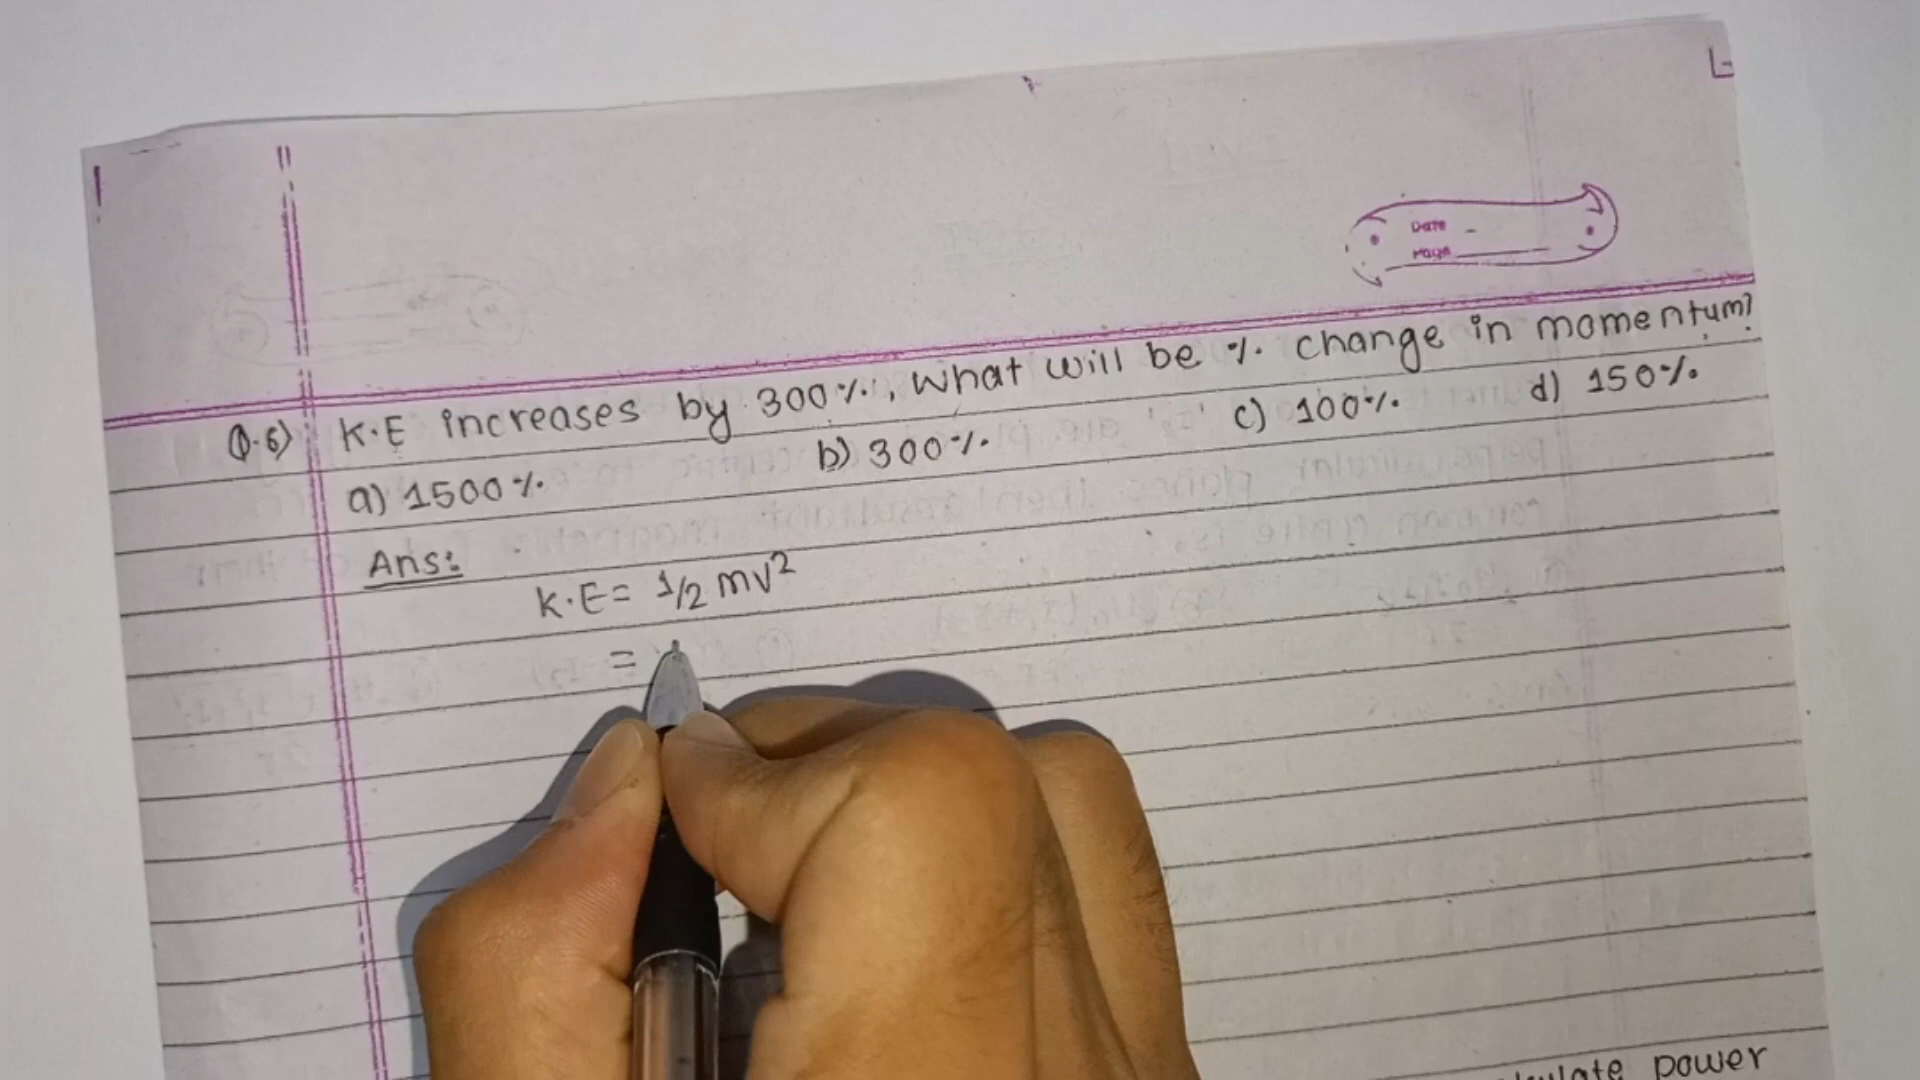 Date
Page
Q.6) K.E increases by 300%, What will be % change in momentum?
a) 1500% b) 300% c) 100% d) 150%
Ans:
K.E = 1/2 mv²
=
power